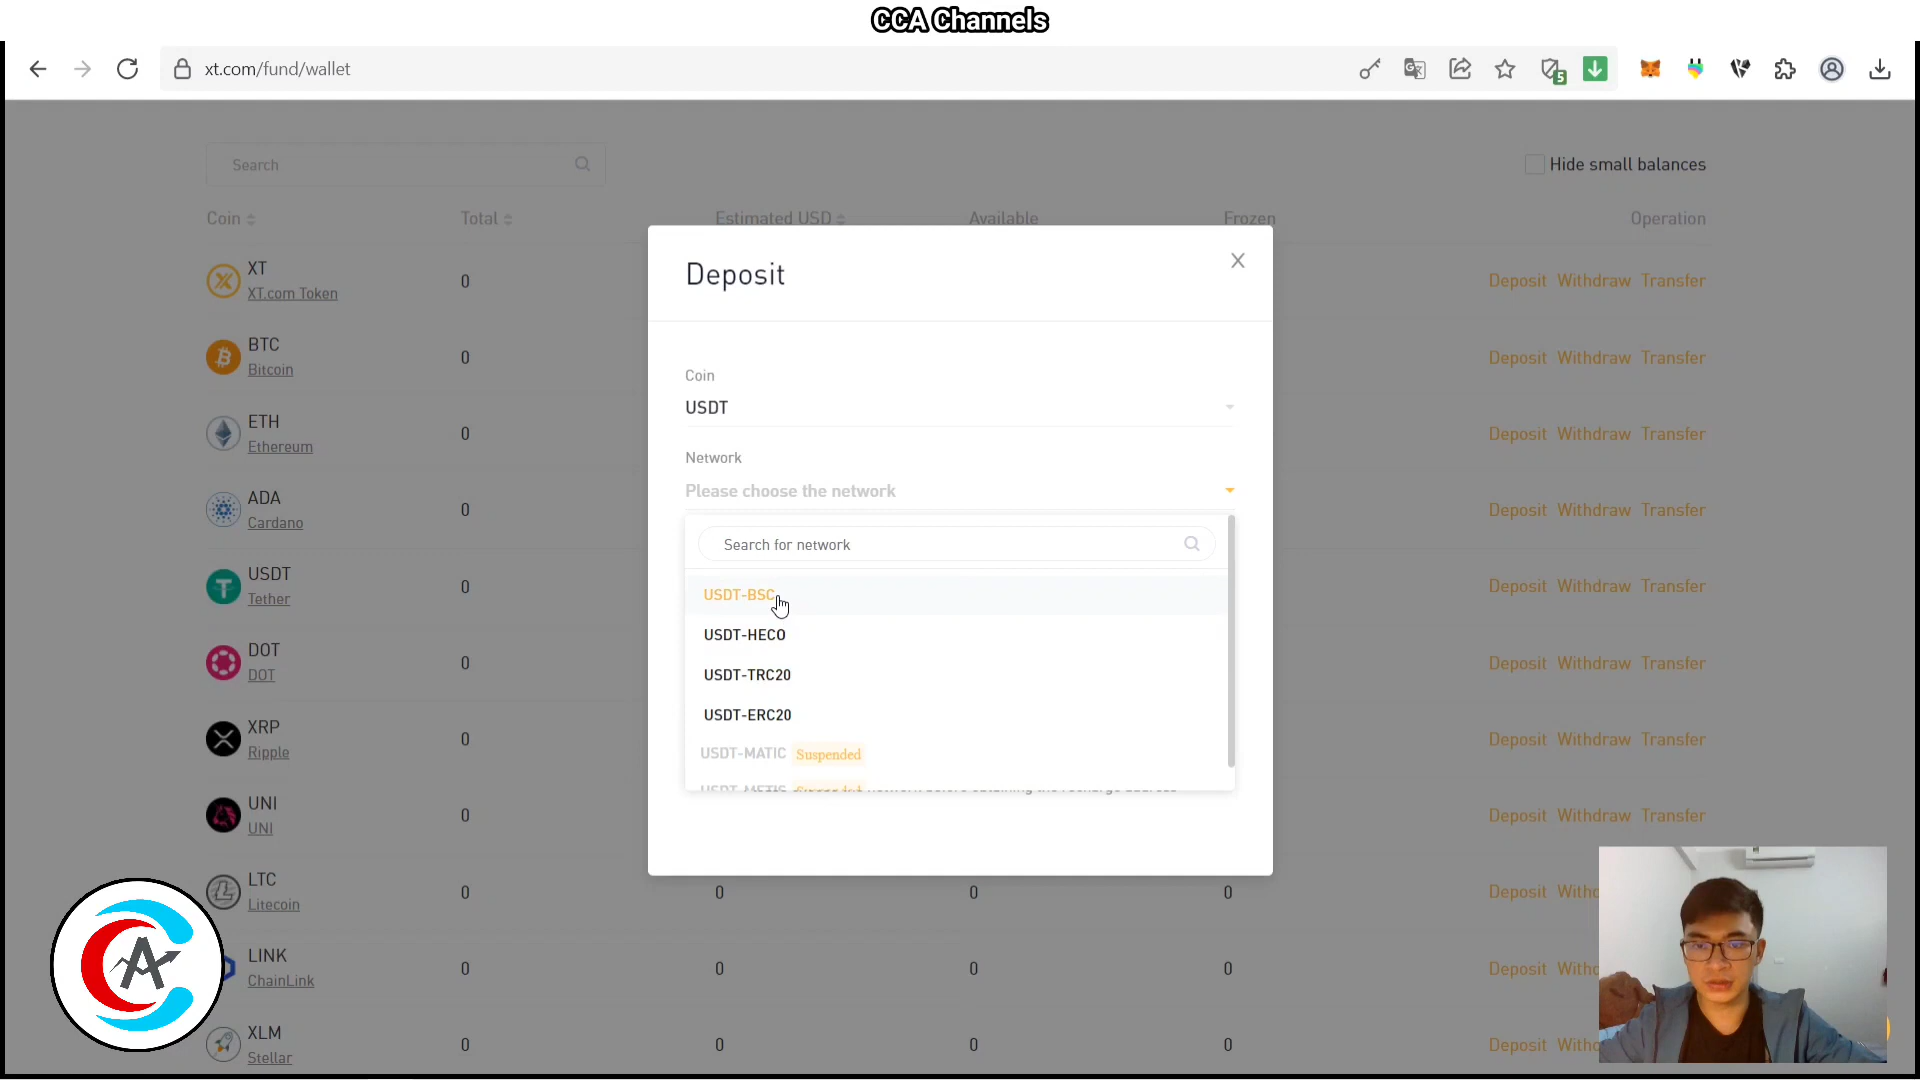 CCA Channels
xt.com/fund/wallet
5
Search
Hide small balances
Coin Total Estimated USD Available Frozen Operation
Deposit
X
XT
XT.com Token
0
Deposit Withdraw Transfer
BTC
Bitcoin
0
Deposit Withdraw Transfer
Coin
USDT
ETH
Ethereum
0
Deposit Withdraw Transfer
Network
Please choose the network
ADA
Cardano
0
Deposit Withdraw Transfer
Search for network
USDT
Tether
0
Deposit Withdraw Transfer
USDT-BSC
USDT-HECO
USDT-TRC20
USDT-ERC20
USDT-MATIC Suspended
DOT
DOT
0
Deposit Withdraw Transfer
XRP
Ripple
0
Deposit Withdraw Transfer
UNI
UNI
0
Deposit Withdraw Transfer
LTC
Litecoin
0 0 0 0
Deposit
LINK
ChainLink
0 0 0 0
Deposit
XLM
Stellar
0 0 0 0
Deposit
CA